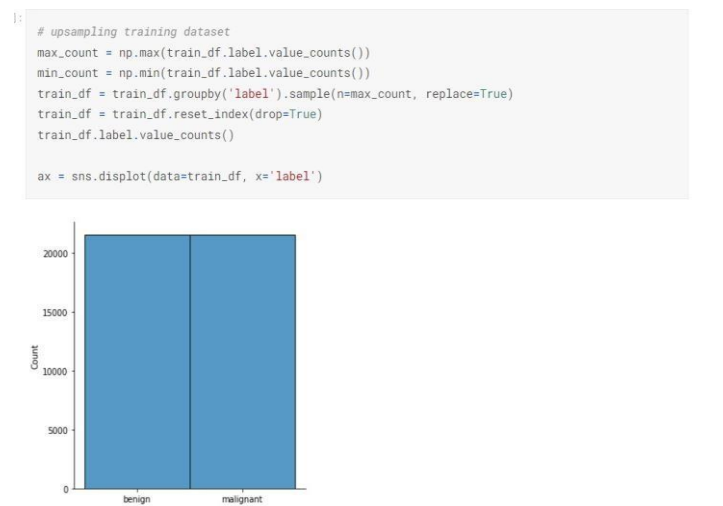 ]:
# upsampling training dataset
max_count = np.max(train_df.label.value_counts())
min_count = np.min(train_df.label.value_counts())
train_df = train_df.groupby('label').sample(n=max_count, replace=True)
train_df = train_df.reset_index(drop=True)
train_df.label.value_counts()
ax = sns.displot(data=train_df, x='label')
20000
15000
10000
5000
0
Count
benign malignant